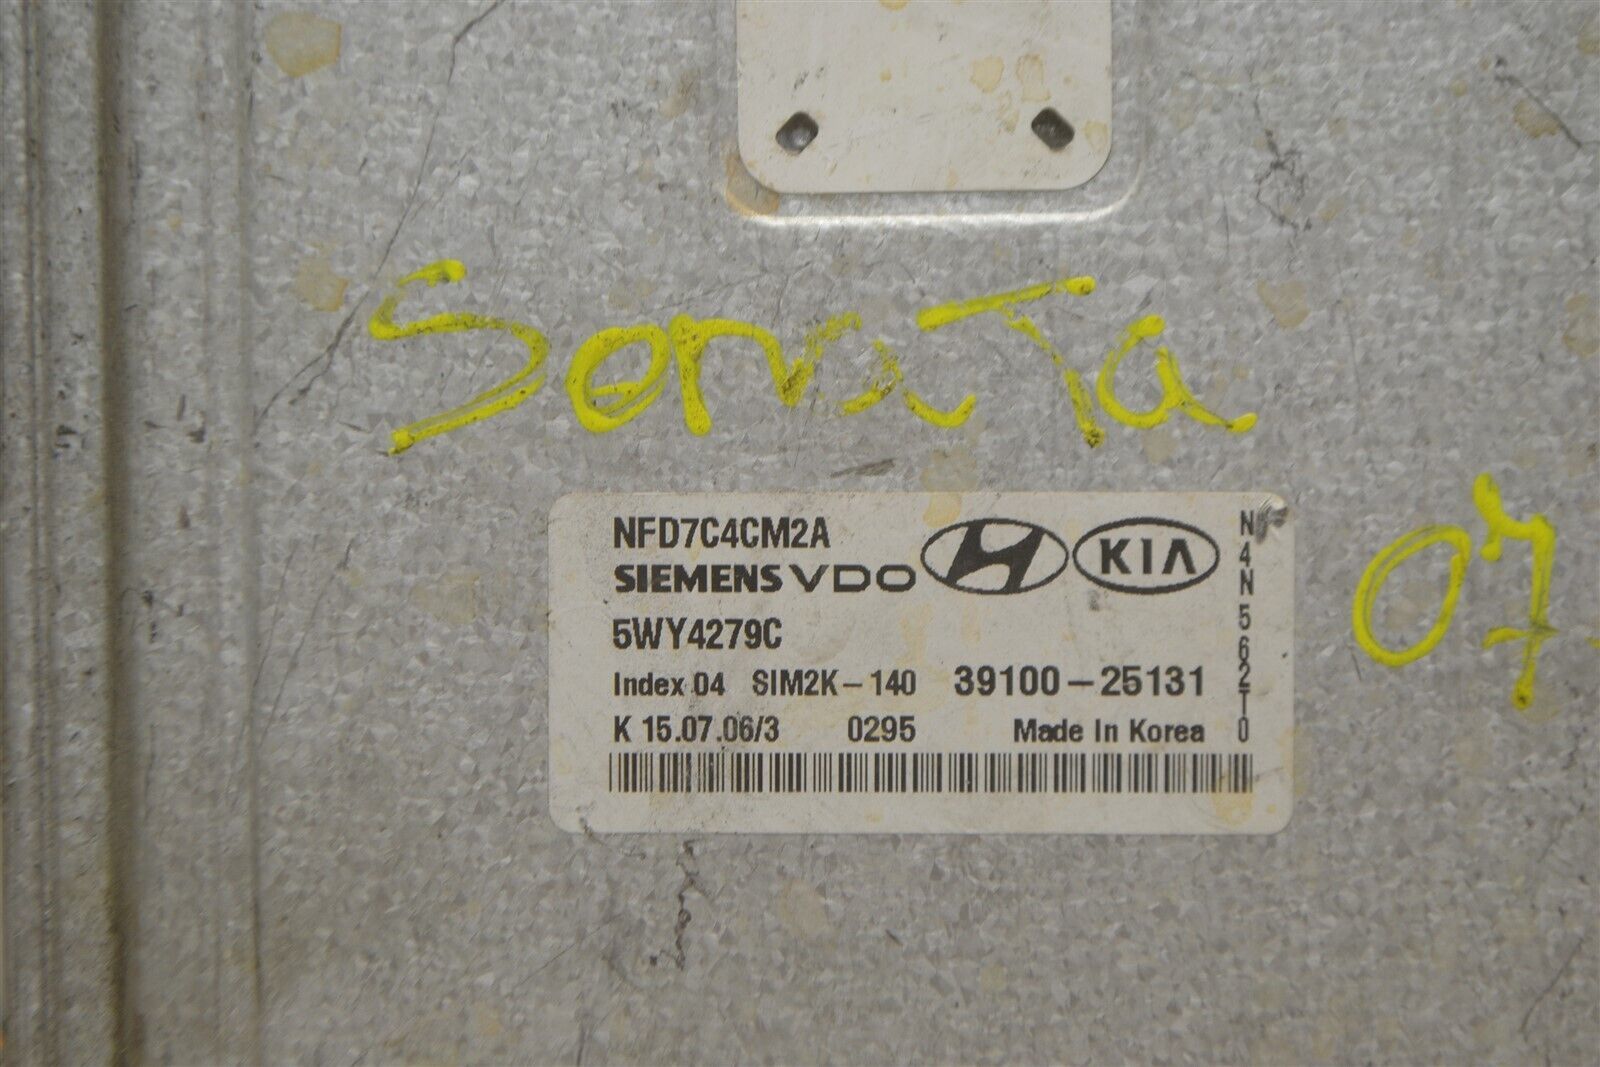 SonaTa
07
NFD7C4CM2A
SIEMENS VDO KIA
5WY4279C
Index 04 SIM2K-140 39100-25131
K 15.07.06/3 0295 Made In Korea
N4N562T0